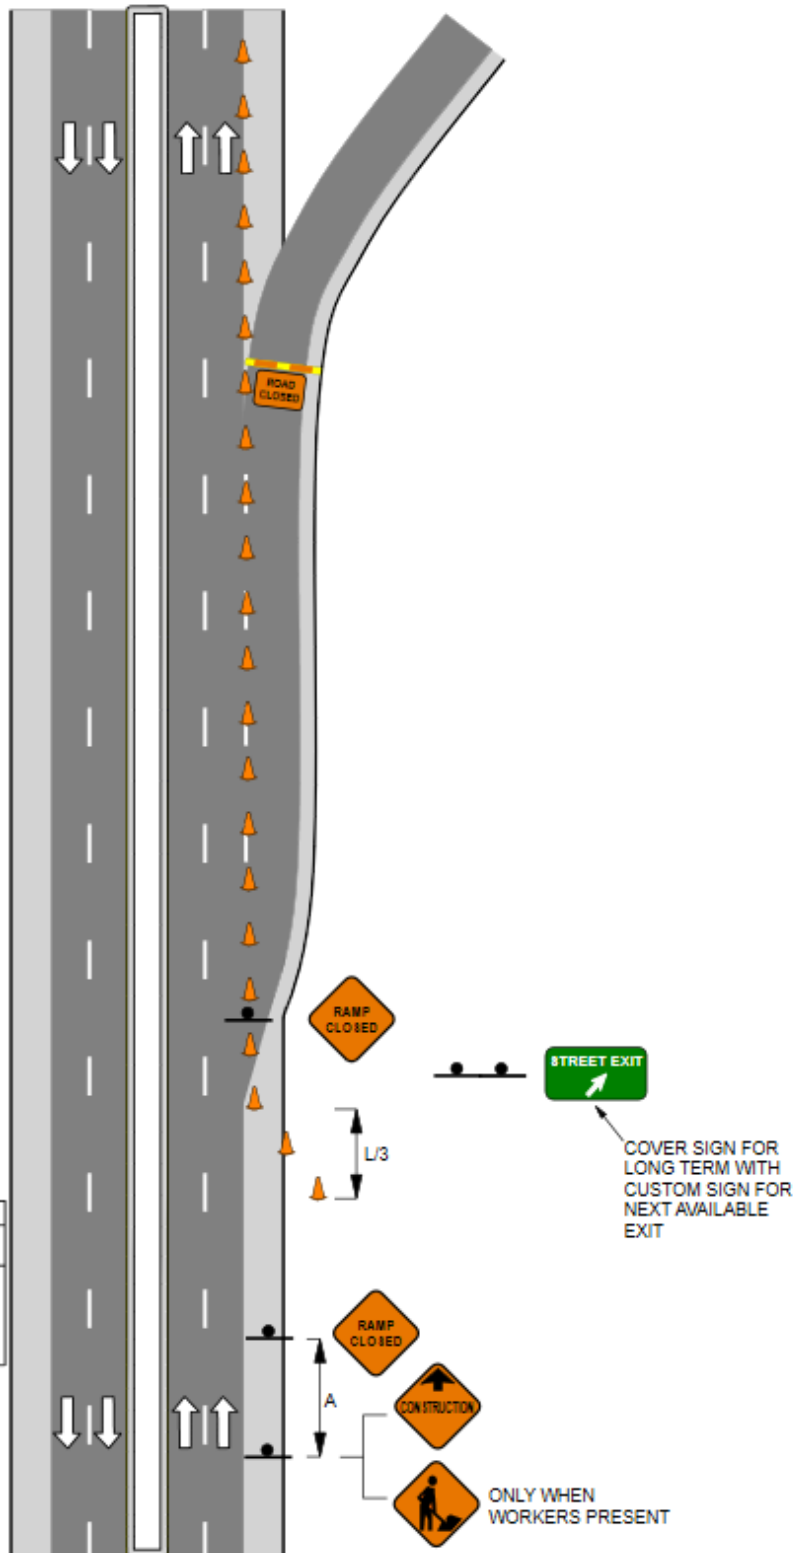 ROAD
CLOSED
RAMP
CLOSED
STREET EXIT
COVER SIGN FOR
LONG TERM WITH
CUSTOM SIGN FOR
NEXT AVAILABLE
EXIT
L/3
RAMP
CLOSED
A
CONSTRUCTION
ONLY WHEN
WORKERS PRESENT